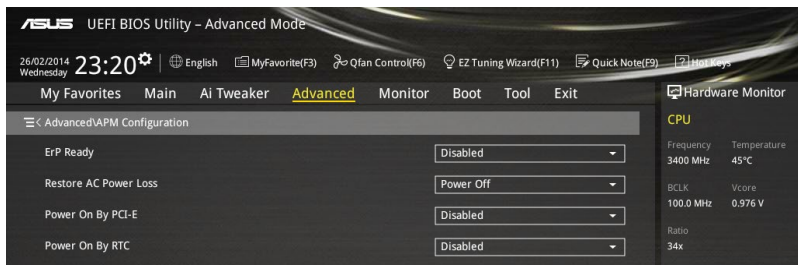 ASUS UEFI BIOS Utility – Advanced Mode
26/02/2014
Wednesday
23:20
English
MyFavorite(F3)
Qfan Control(F6)
EZ Tuning Wizard(F11)
Quick Note(F9)
? Hot Keys
My Favorites
Main
Ai Tweaker
Advanced
Monitor
Boot
Tool
Exit
Hardware Monitor
< Advanced\APM Configuration
ErP Ready Disabled
Restore AC Power Loss Power Off
Power On By PCI-E Disabled
Power On By RTC Disabled
CPU
Frequency Temperature
3400 MHz 45°C
BCLK Vcore
100.0 MHz 0.976 V
Ratio
34x